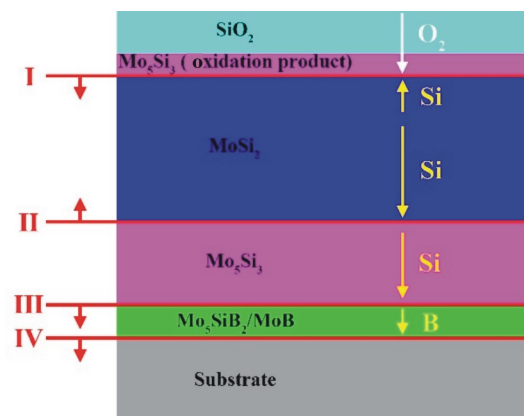 SiO₂
O₂
Mo₅Si₃ ( oxidation product)
I
Si
MoSi₂
Si
II
Mo₅Si₃
Si
III
Mo₅SiB₂/MoB
B
IV
Substrate